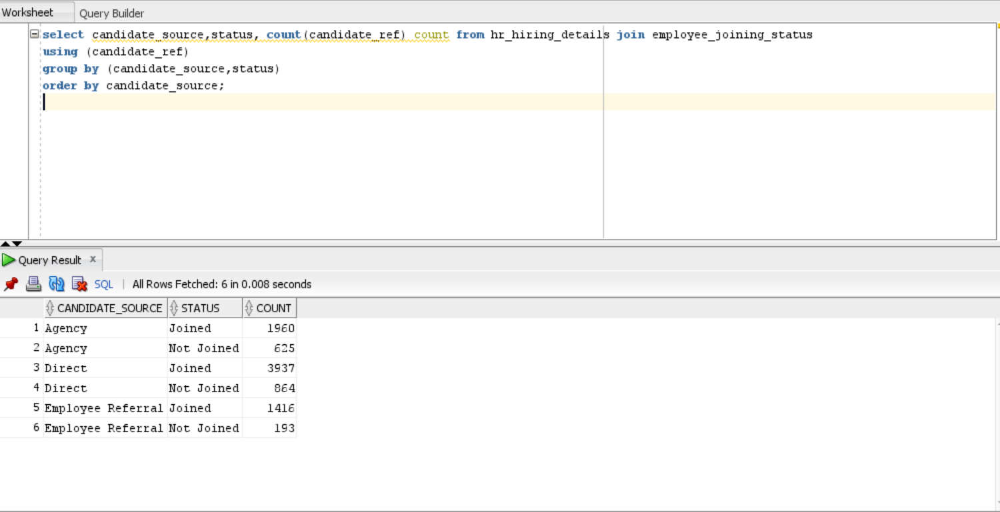 Worksheet Query Builder
select candidate_source,status, count(candidate_ref) count from hr_hiring_details join employee_joining_status
using (candidate_ref)
group by (candidate_source,status)
order by candidate_source;
Query Result x
SQL | All Rows Fetched: 6 in 0.008 seconds
CANDIDATE_SOURCE STATUS COUNT
1 Agency Joined 1960
2 Agency Not Joined 625
3 Direct Joined 3937
4 Direct Not Joined 864
5 Employee Referral Joined 1416
6 Employee Referral Not Joined 193